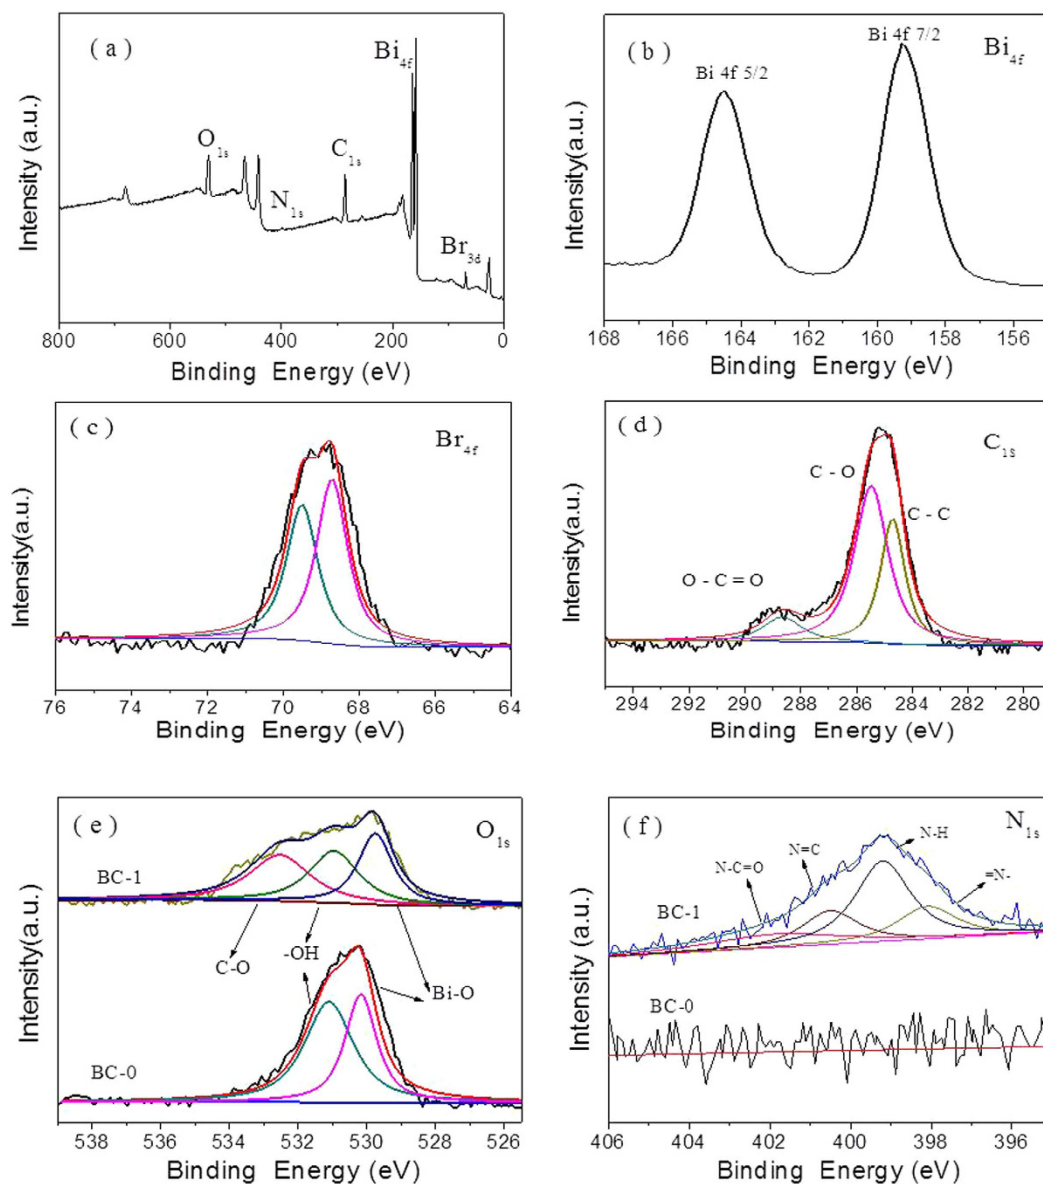 ( a )
Bi4f
O1s
C1s
N1s
Br3d
Intensity (a.u.)
800 600 400 200 0
Binding Energy (eV)
( b )
Bi 4f 7/2
Bi4f
Bi 4f 5/2
Intensity(a.u.)
168 166 164 162 160 158 156
Binding Energy (eV)
( c )
Br4f
Intensity(a.u.)
76 74 72 70 68 66 64
Binding Energy (eV)
( d )
C1s
C - O
C - C
O - C = O
Intensity(a.u.)
294 292 290 288 286 284 282 280
Binding Energy (eV)
( e )
O1s
BC-1
C-O
-OH
Bi-O
BC-0
Intensity(a.u.)
538 536 534 532 530 528 526
Binding Energy (eV)
( f )
N1s
N-H
N=C
N-C=O
=N-
BC-1
BC-0
Intensity (a.u.)
406 404 402 400 398 396
Binding Energy (eV)